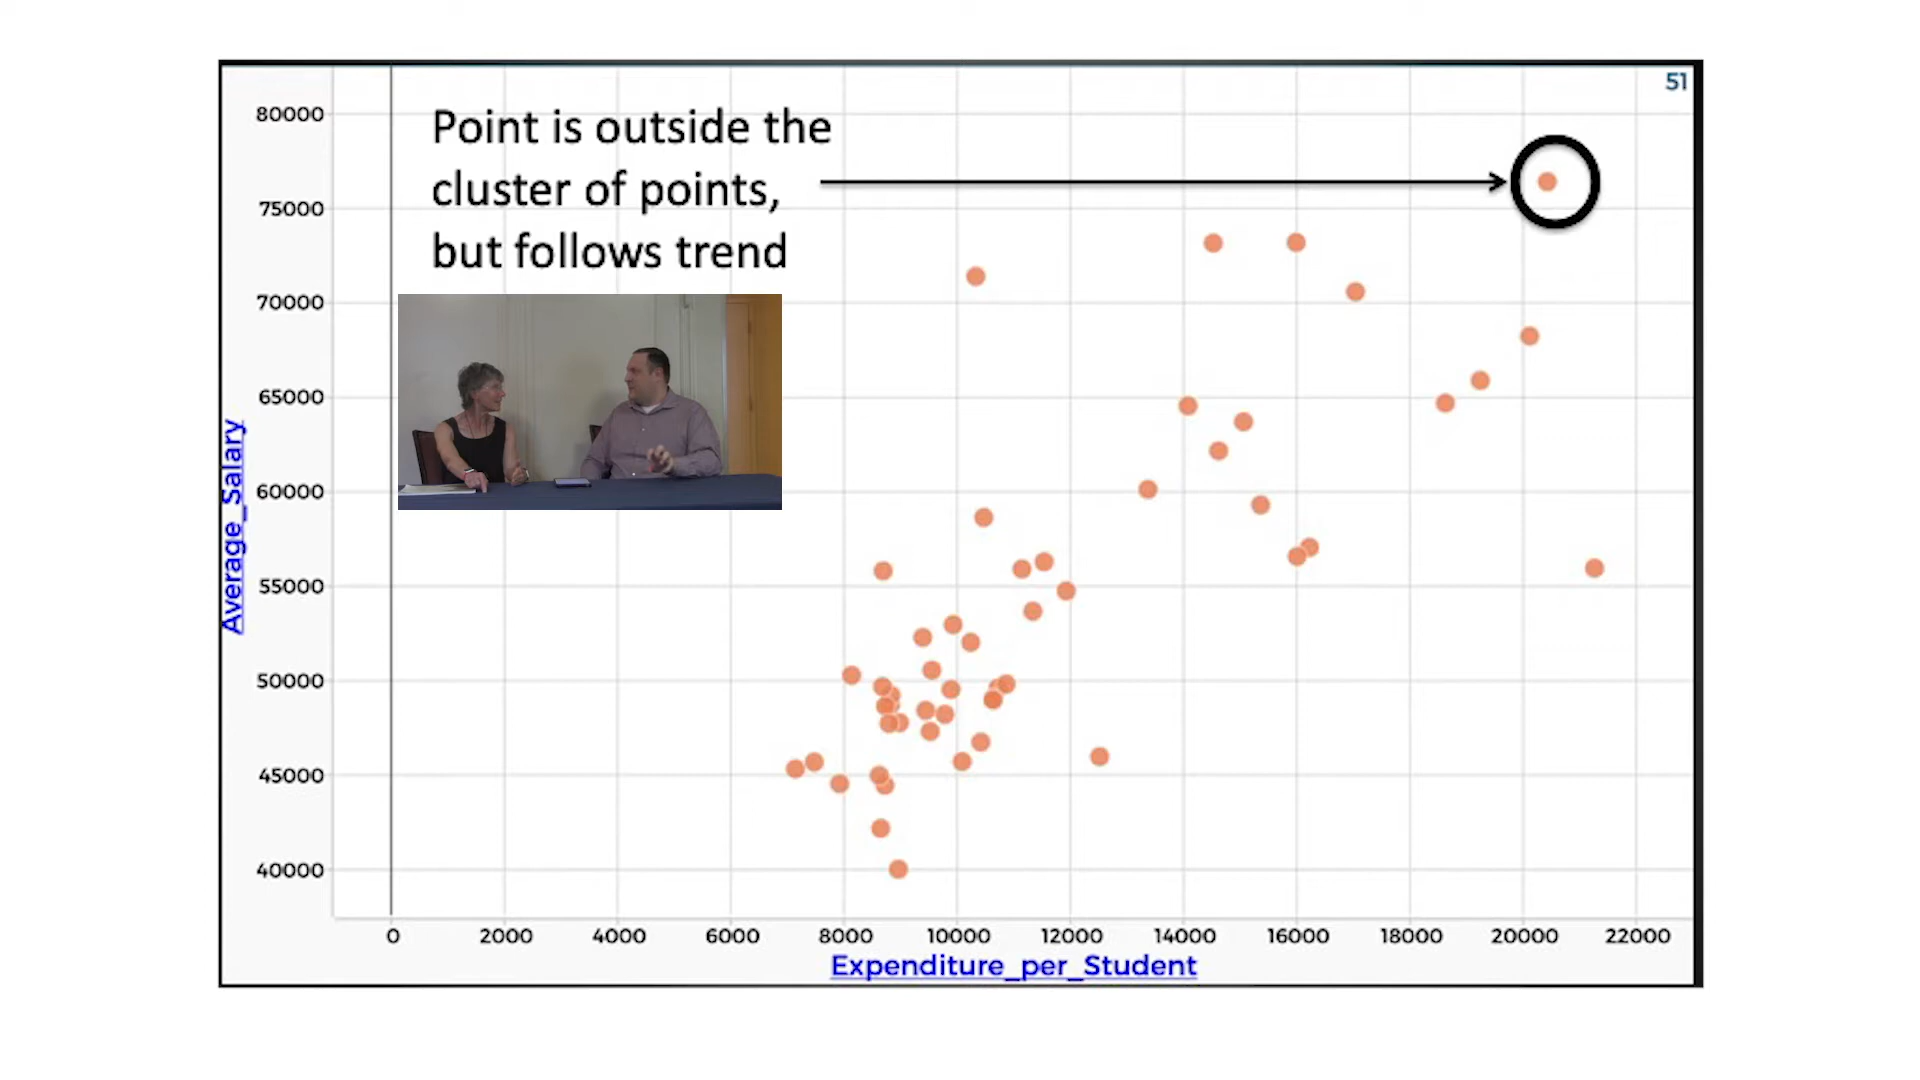 51
Point is outside the
cluster of points,
but follows trend
80000
75000
70000
65000
60000
55000
50000
45000
40000
Average_Salary
0 2000 4000 6000 8000 10000 12000 14000 16000 18000 20000 22000
Expenditure_per_Student